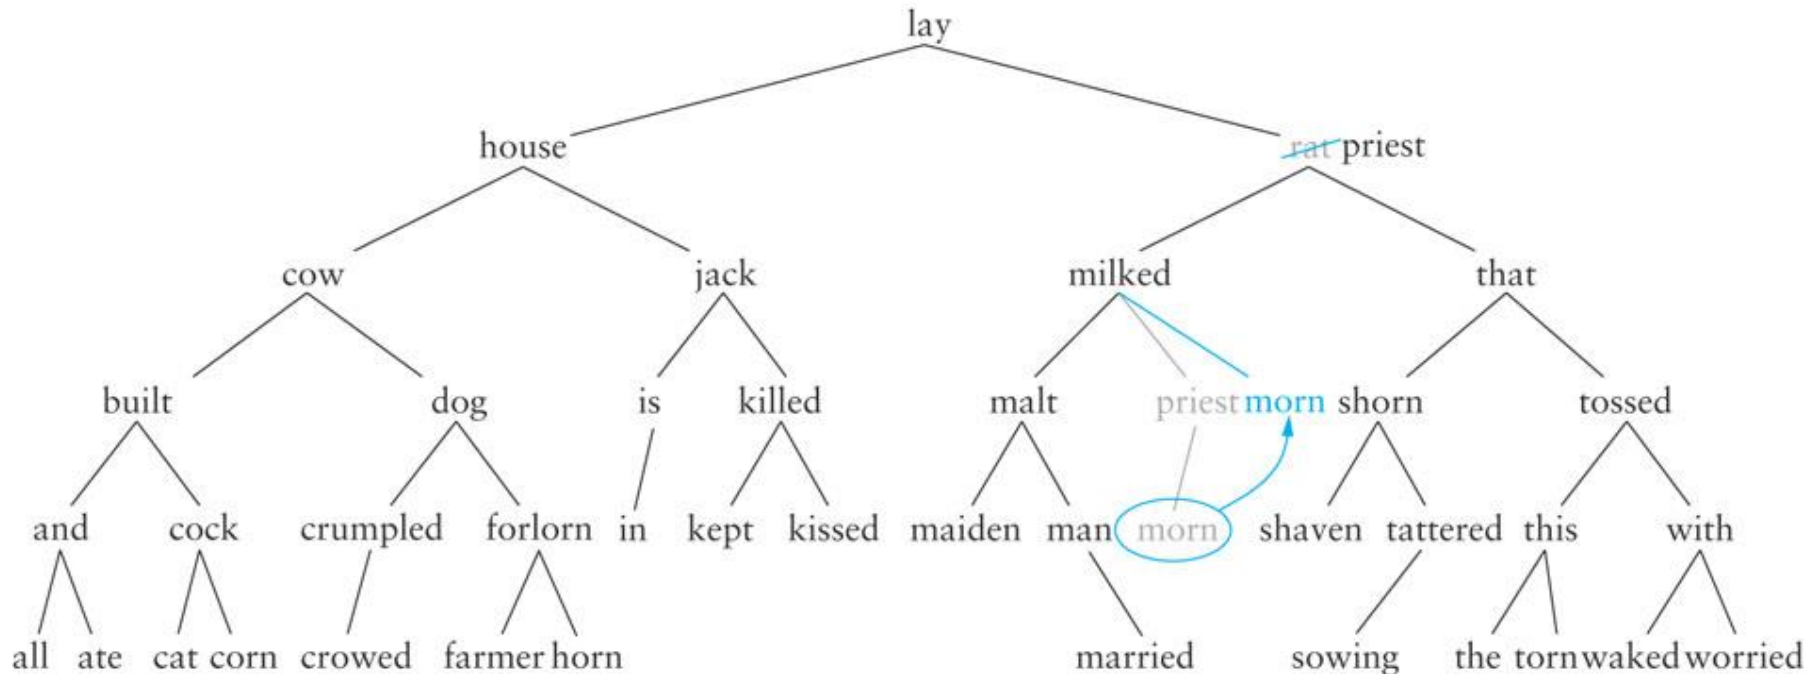 lay
house rat priest
cow jack milked that
built dog is killed malt priest morn shorn tossed
and cock crumpled forlorn in kept kissed maiden man morn shaven tattered this with
all ate cat corn crowed farmer horn married sowing the torn waked worried